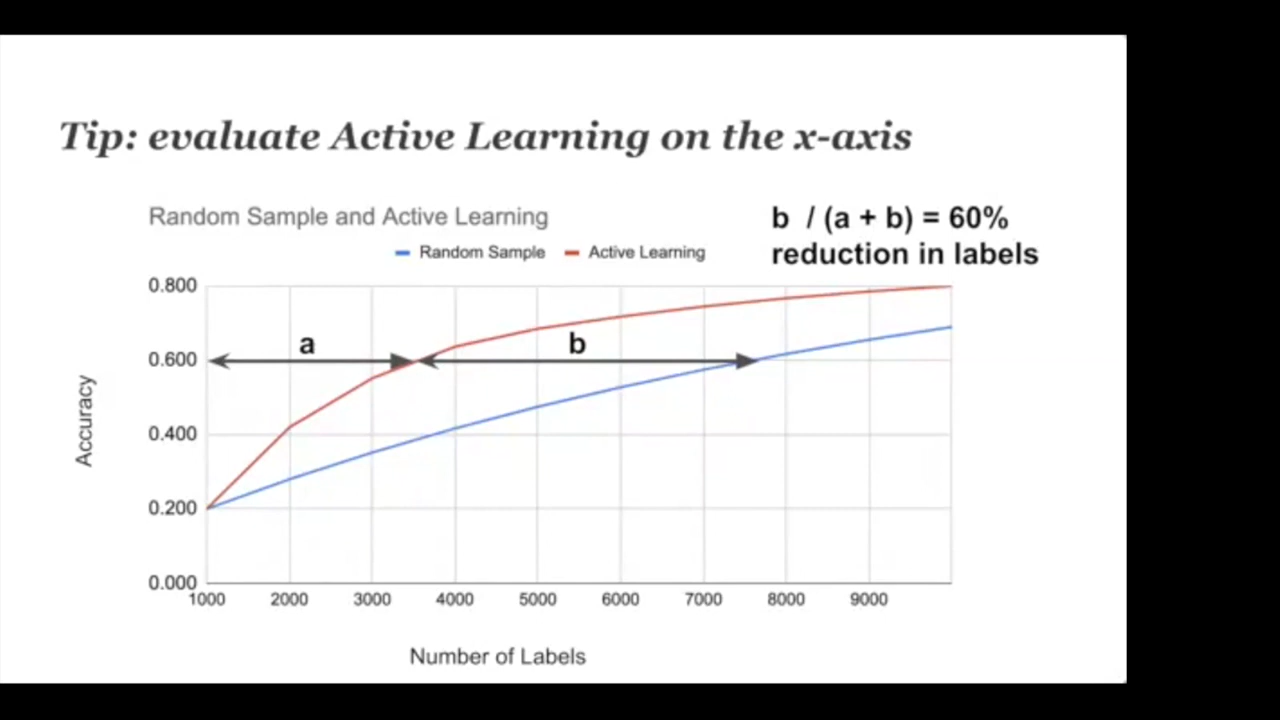 Tip: evaluate Active Learning on the x-axis
Random Sample and Active Learning
b / (a + b) = 60%
reduction in labels
Random Sample
Active Learning
0.800
0.600
0.400
0.200
0.000
a
b
Accuracy
1000 2000 3000 4000 5000 6000 7000 8000 9000
Number of Labels